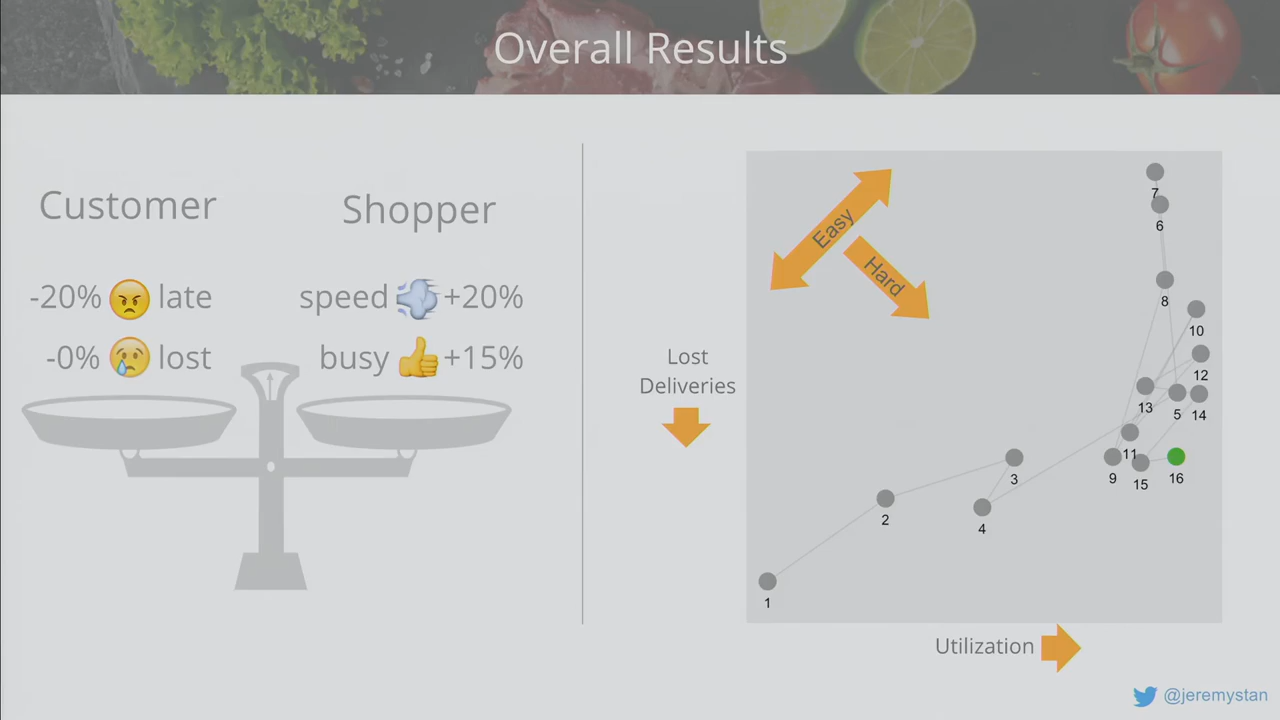 Overall Results
Customer
Shopper
-20% 😠 late
speed 💨 +20%
-0% 😢 lost
busy 👍 +15%
Easy
Hard
Lost
Deliveries
7
6
8
10
12
13
5
14
11
9
15
16
3
2
4
1
Utilization
@jeremystan